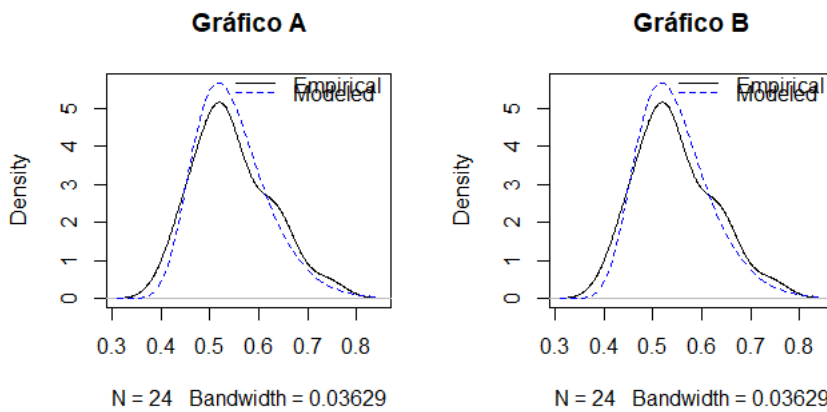 Gráfico A
Empirical
Modeled
Density
0 1 2 3 4 5
0.3 0.4 0.5 0.6 0.7 0.8
N = 24 Bandwidth = 0.03629
Gráfico B
Empirical
Modeled
Density
0 1 2 3 4 5
0.3 0.4 0.5 0.6 0.7 0.8
N = 24 Bandwidth = 0.03629